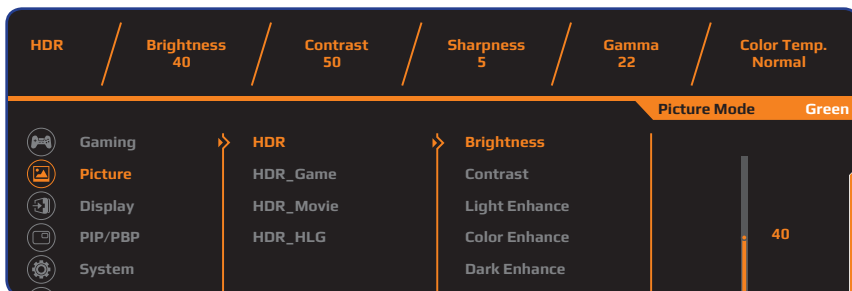 HDR Brightness Contrast Sharpness Gamma Color Temp.
40 50 5 22 Normal
Picture Mode Green
Gaming HDR Brightness
Picture HDR_Game Contrast
Display HDR_Movie Light Enhance
PIP/PBP HDR_HLG Color Enhance 40
System Dark Enhance